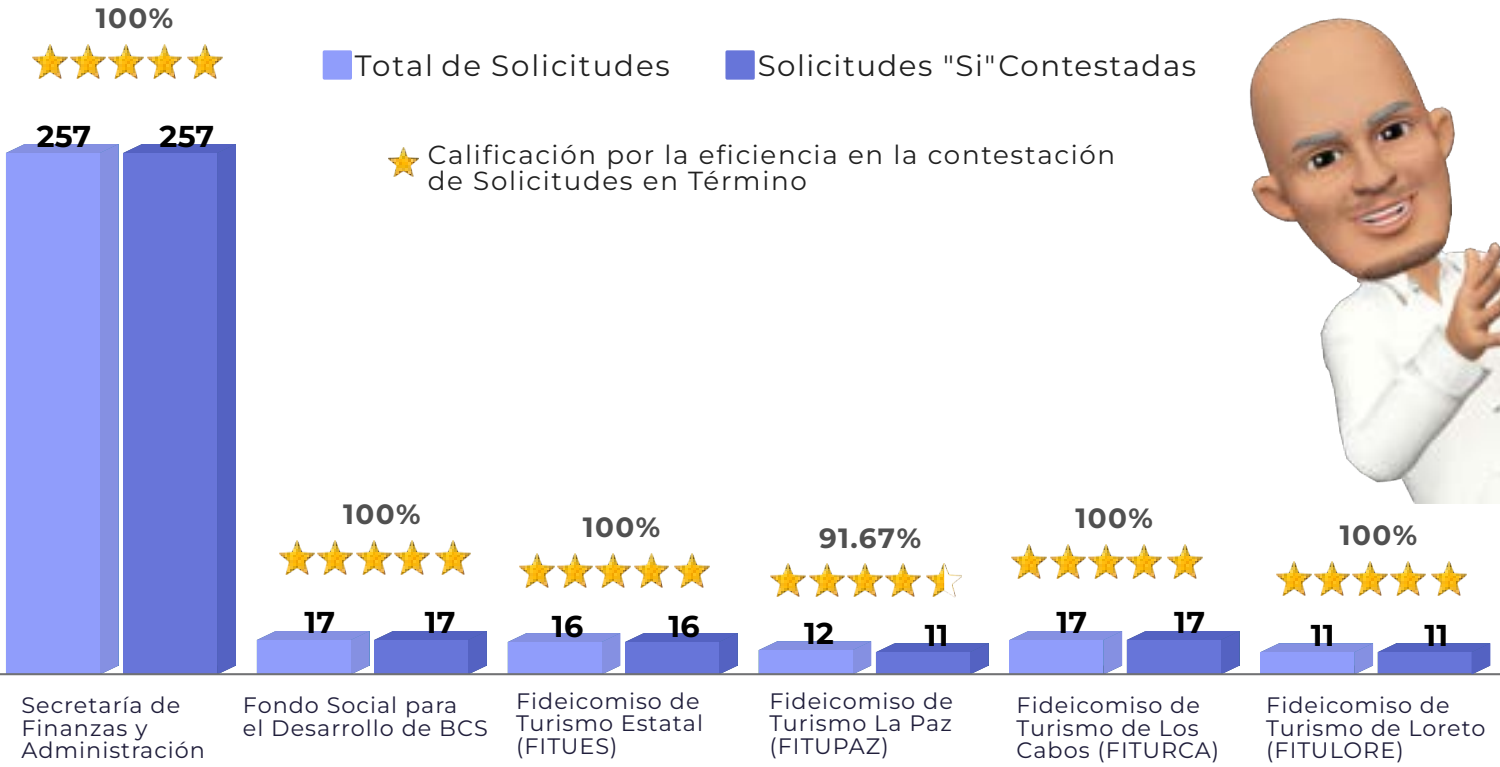 100%
Total de Solicitudes
Solicitudes "Si"Contestadas
257
257
Calificación por la eficiencia en la contestación
de Solicitudes en Término
100%
17
17
100%
16
16
91.67%
12
11
100%
17
17
100%
11
11
Secretaría de
Finanzas y
Administración
Fondo Social para
el Desarrollo de BCS
Fideicomiso de
Turismo Estatal
(FITUES)
Fideicomiso de
Turismo La Paz
(FITUPAZ)
Fideicomiso de
Turismo de Los
Cabos (FITURCA)
Fideicomiso de
Turismo de Loreto
(FITULORE)